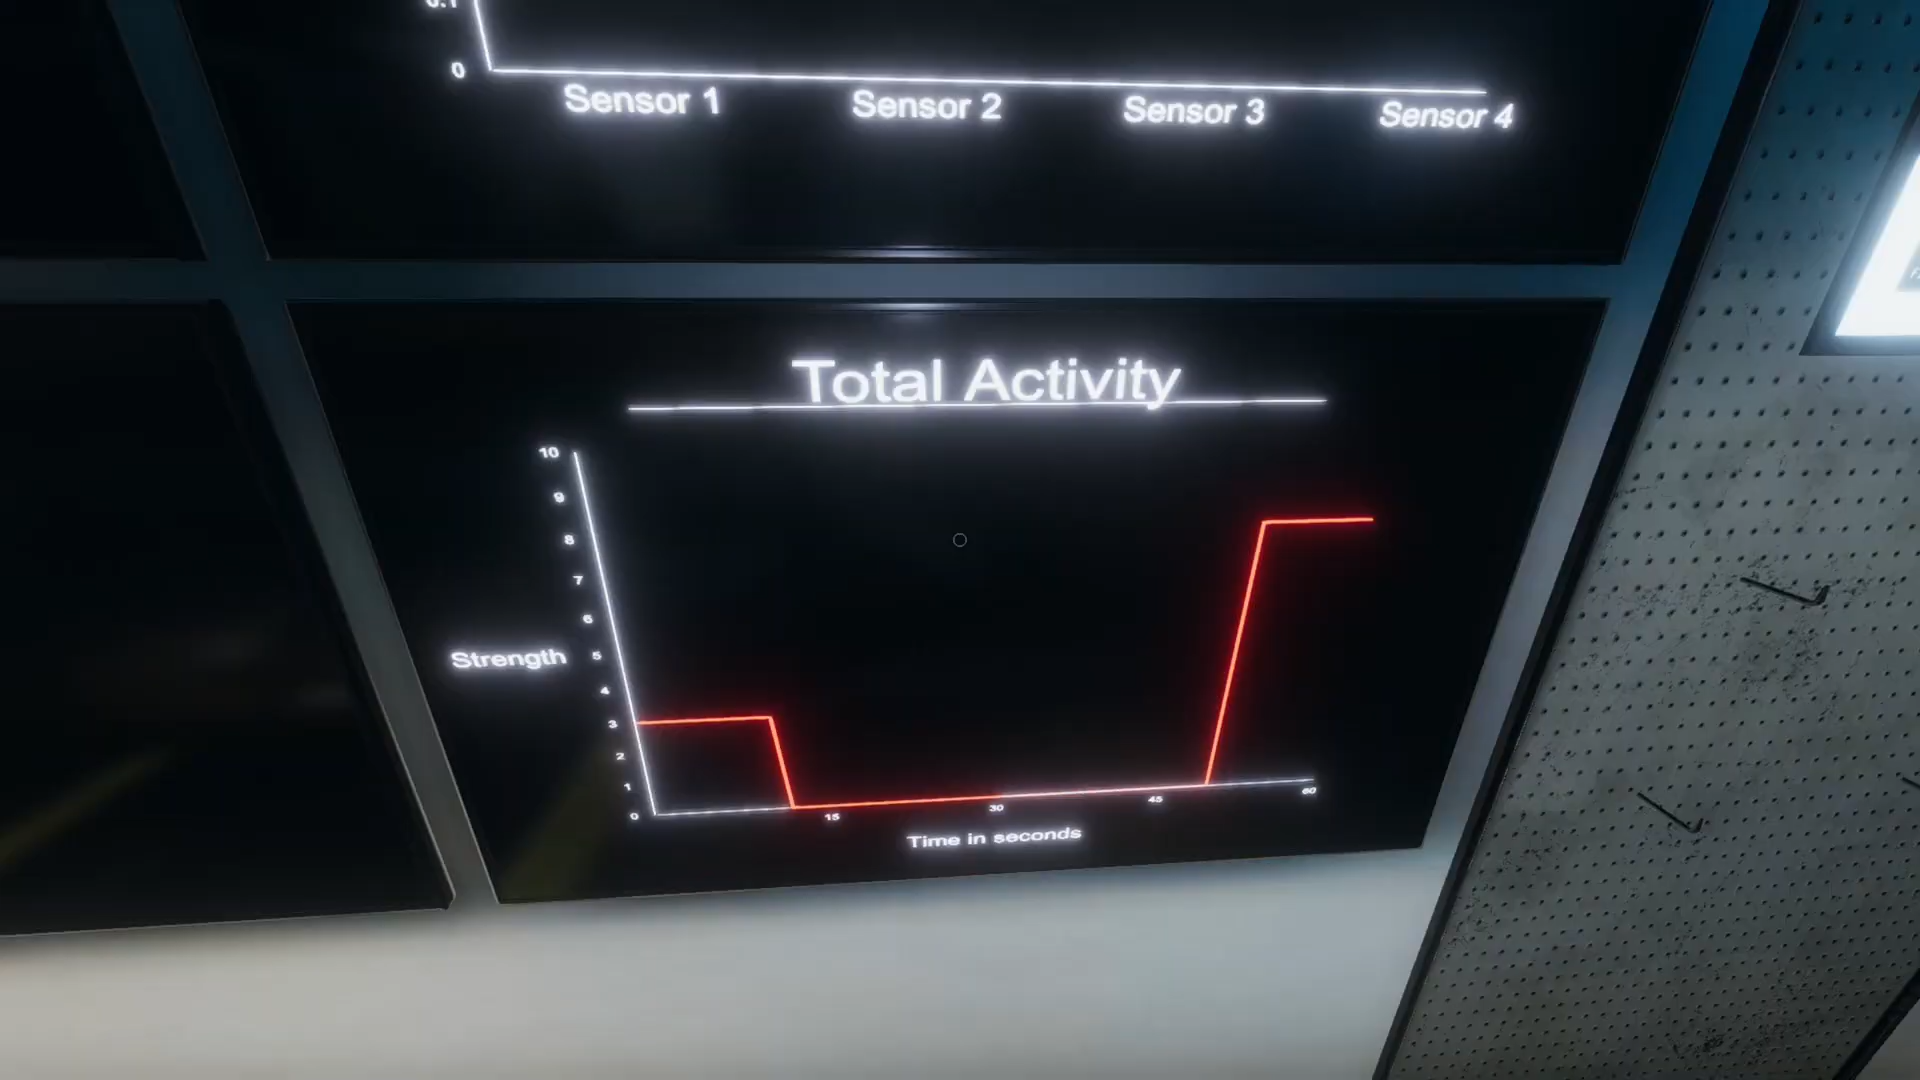 0
Sensor 1 Sensor 2 Sensor 3 Sensor 4
Total Activity
10
9
8
7
6
Strength 5
4
3
2
1
0 15 30 45 60
Time in seconds